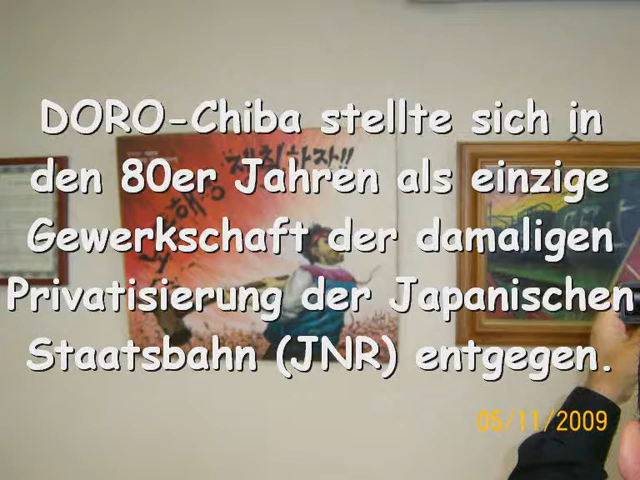 DORO-Chiba stellte sich in
den 80er Jahren als einzige
Gewerkschaft der damaligen
Privatisierung der Japanischen
Staatsbahn (JNR) entgegen.
05/11/2009